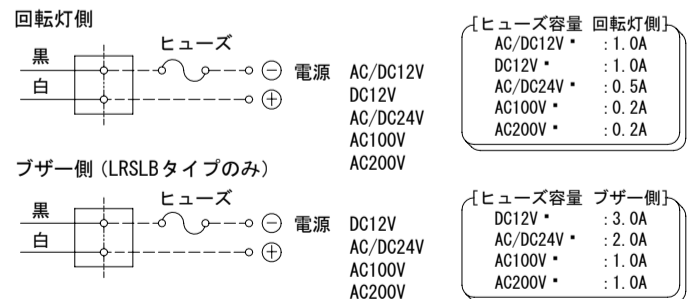 回転灯側
黒
白
ヒューズ
⊖
⊕
電源
AC/DC12V
DC12V
AC/DC24V
AC100V
AC200V
[ヒューズ容量 回転灯側]
AC/DC12V ･ :1.0A
DC12V ･ :1.0A
AC/DC24V ･ :0.5A
AC100V ･ :0.2A
AC200V ･ :0.2A
ブザー側 (LRSLBタイプのみ)
黒
白
ヒューズ
⊖
⊕
電源
DC12V
AC/DC24V
AC100V
AC200V
[ヒューズ容量 ブザー側]
DC12V ･ :3.0A
AC/DC24V ･ :2.0A
AC100V ･ :1.0A
AC200V ･ :1.0A